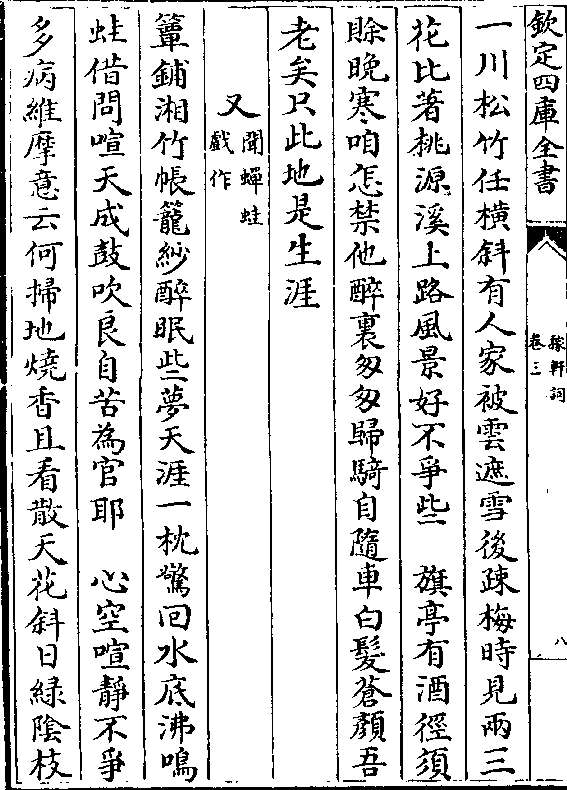 欽定四庫全書
稼軒詞
卷三
八
一川松竹任橫斜有人家被雲遮雪後疎梅時見兩三
花比著桃源溪上路風景好不爭些　旗亭有酒徑須
賒晩寒咱怎禁他醉裏匆匆歸騎自隨車白髮蒼顏吾
老矣只此地是生涯
又聞蟬蛙
戲作
簟鋪湘竹帳籠紗醉眠些夢天涯一枕驚回水底沸鳴
蛙借問喧天成鼓吹良自苦為官耶　心空喧靜不爭
多病維摩意云何掃地燒香且看散天花斜日綠陰枝